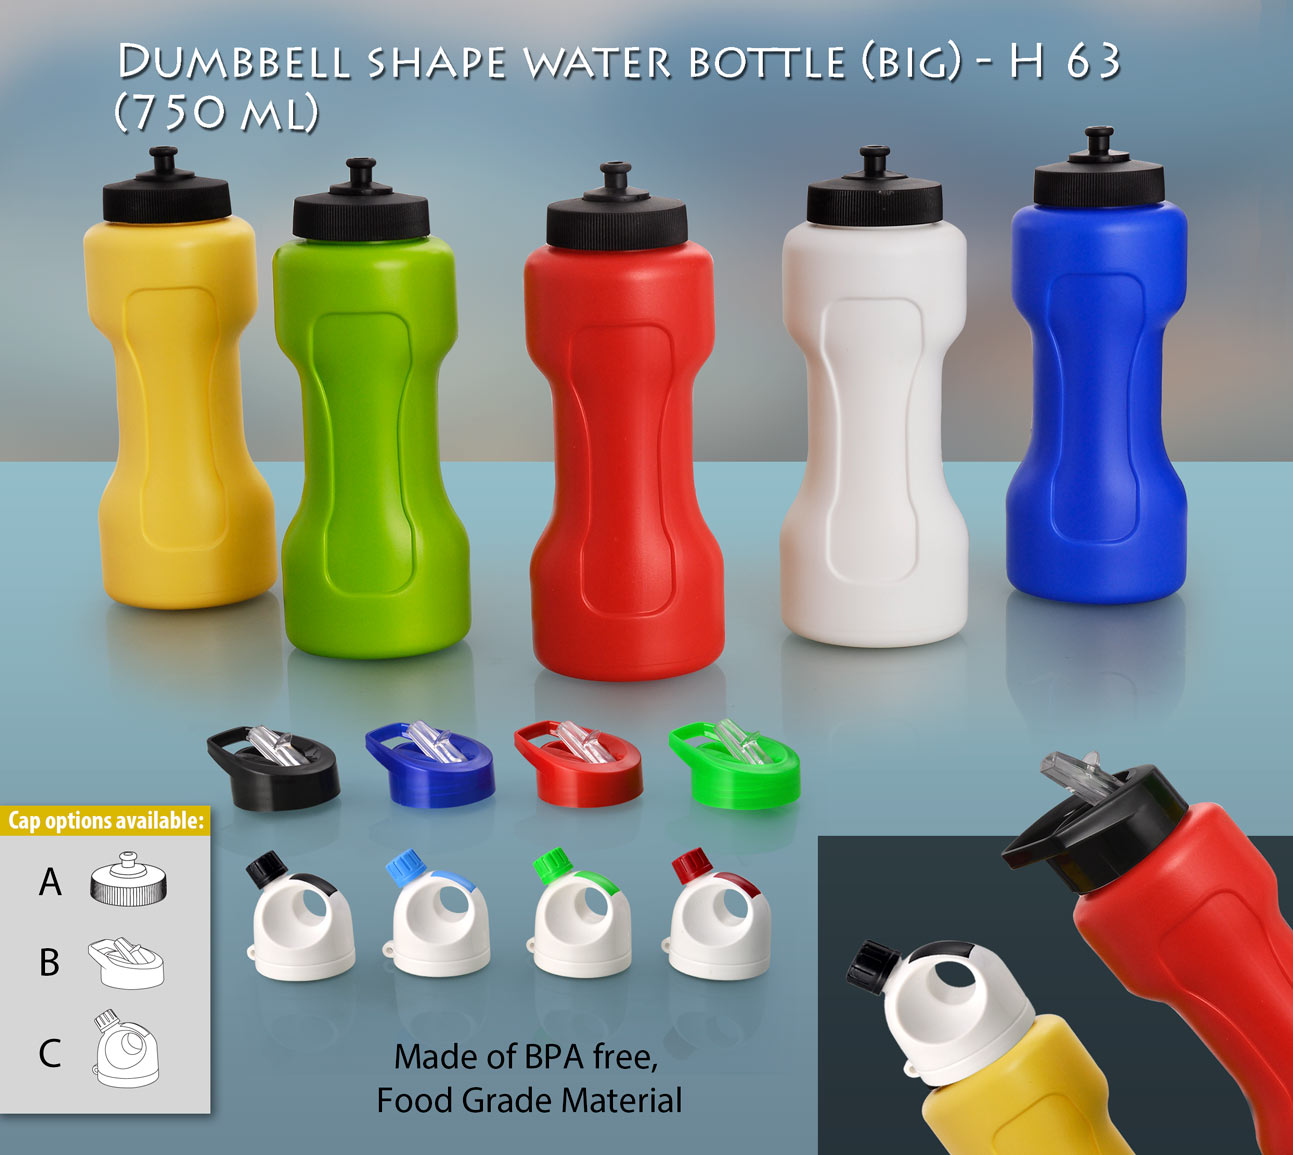 Dumbbell shape water bottle (big) - H 63
(750 ml)
Cap options available:
A
B
C
Made of BPA free,
Food Grade Material